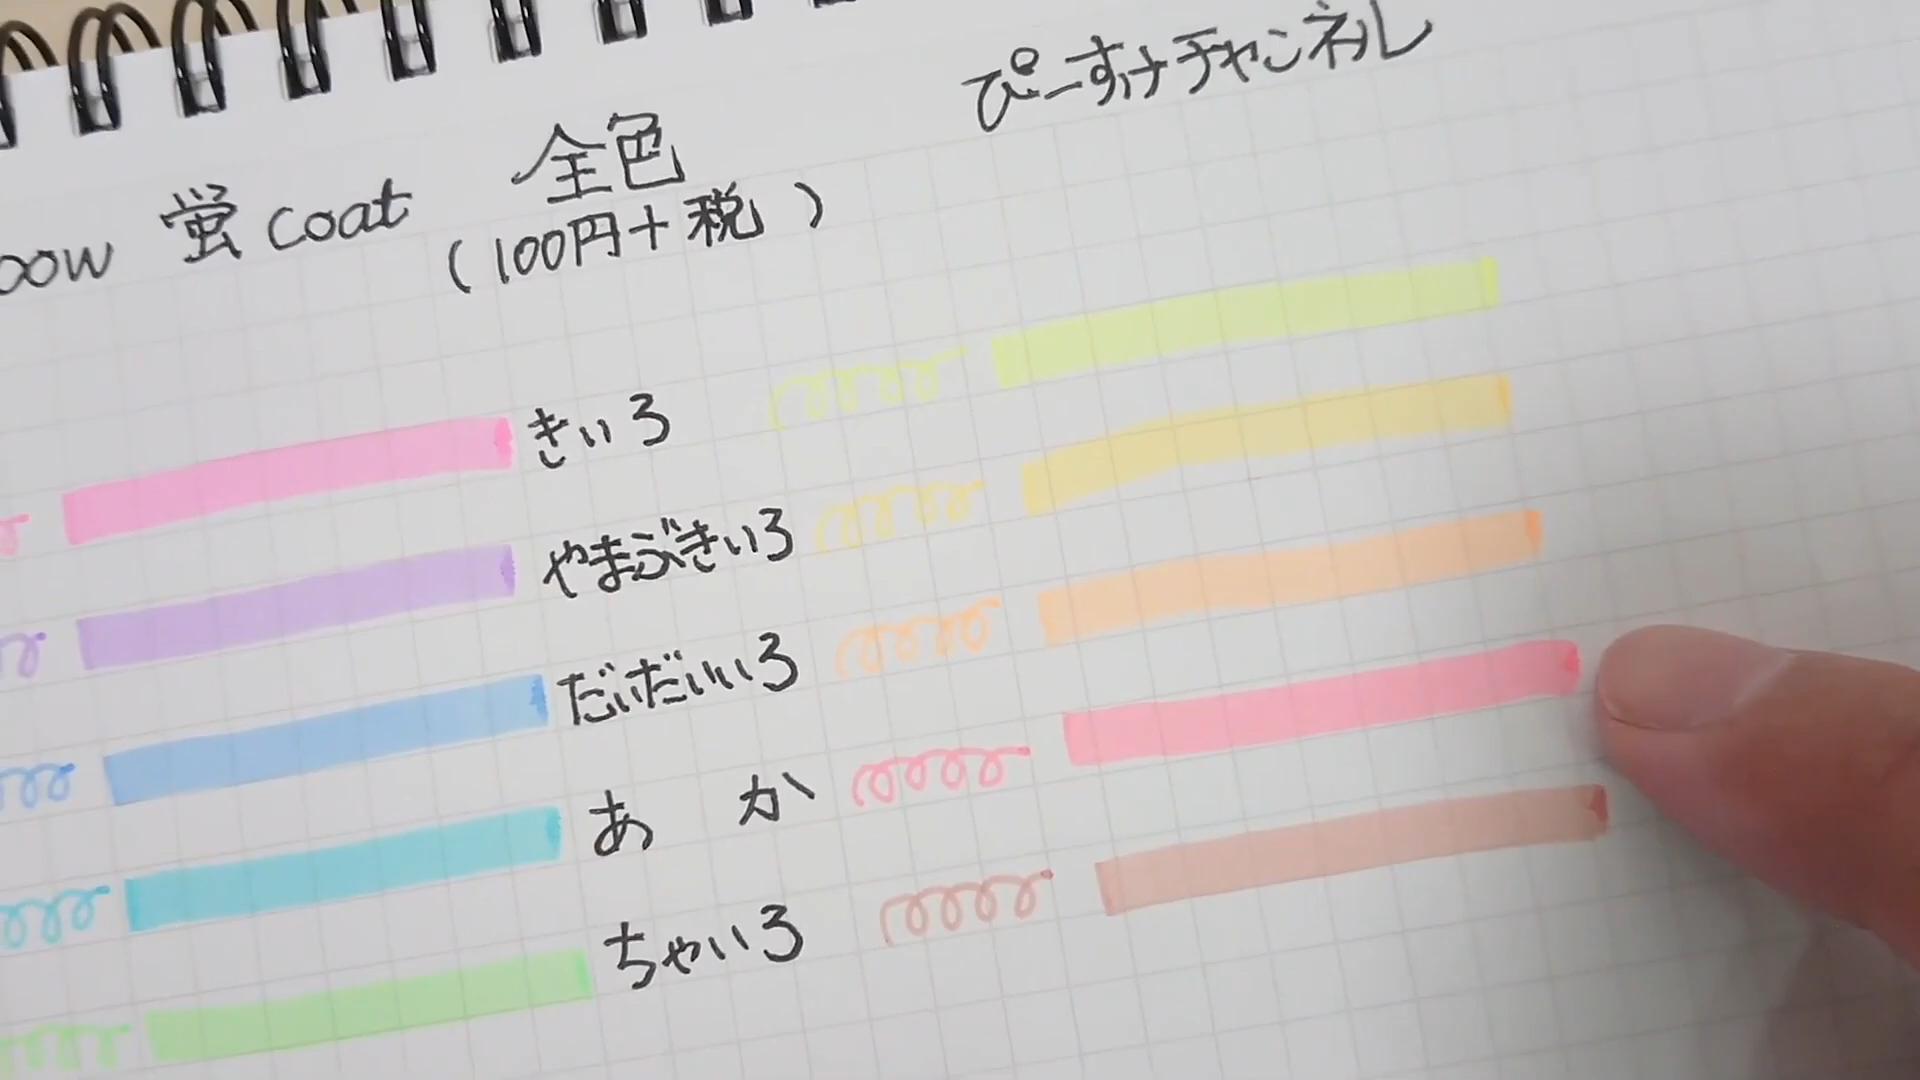 ぴーすけチャンネル
蛍coat 全色
(100円+税)
きいろ
やまぶきいろ
だいだいいろ
あか
ちゃいろ